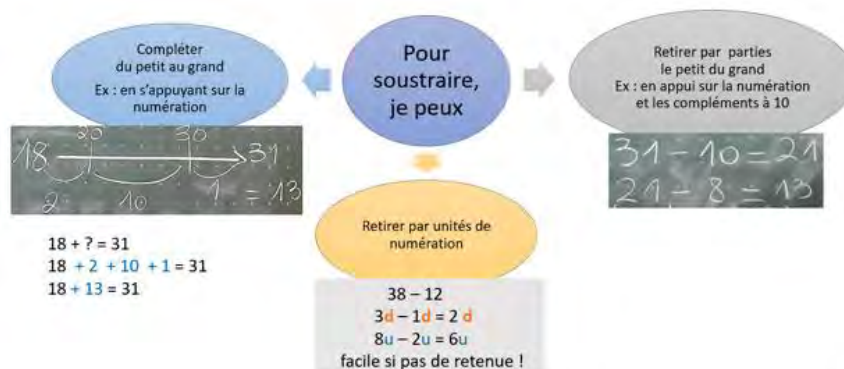 Pour
soustraire,
je peux
Compléter
du petit au grand
Ex : en s'appuyant sur la
numération
20 30
18 31
2 10 1 = 13
18 + ? = 31
18 + 2 + 10 + 1 = 31
18 + 13 = 31
Retirer par unités de
numération
38 – 12
3d – 1d = 2 d
8u – 2u = 6u
facile si pas de retenue !
Retirer par parties
le petit du grand
Ex : en appui sur la numération
et les compléments à 10
31 - 10 = 21
21 - 8 = 13